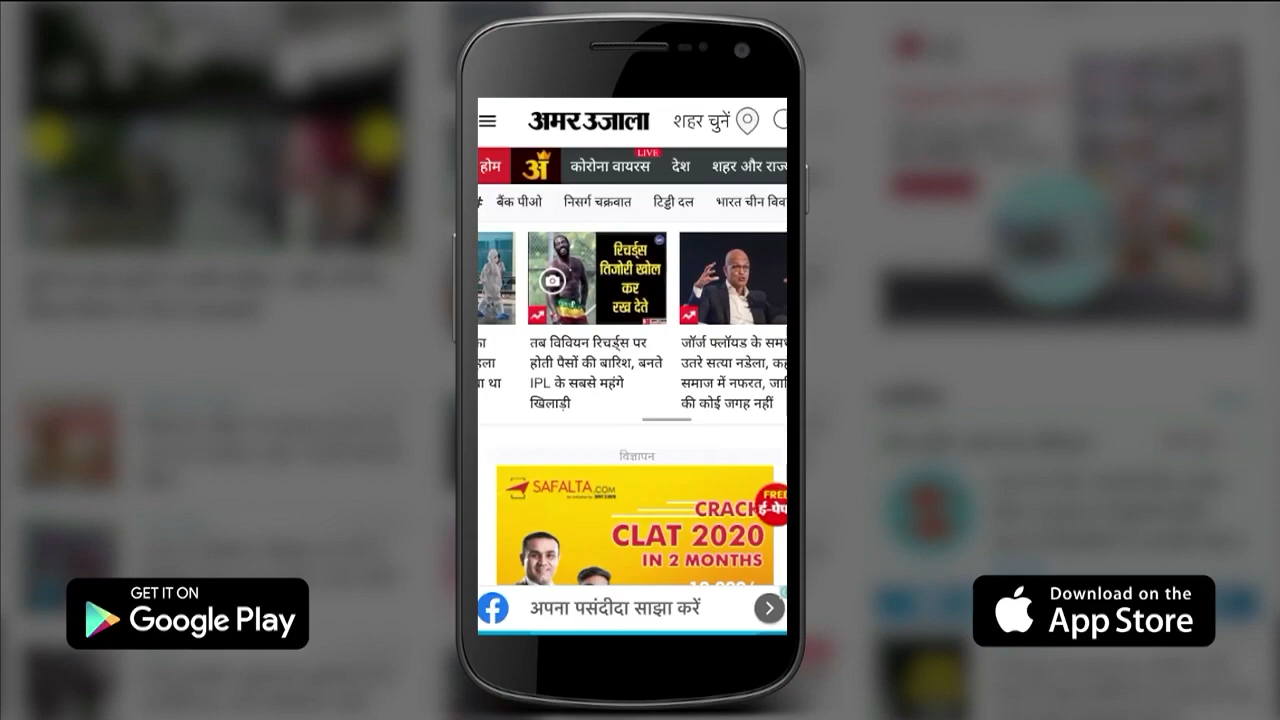 अमर उजाला शहर चुनें
LIVE
होम अं कोरोना वायरस देश शहर और राज्
# बैंक पीओ निसर्ग चक्रवात टिड्डी दल भारत चीन विवा
रिचर्ड्स
तिजोरी खोल
कर
रख देते
तब विवियन रिचर्ड्स पर
होती पैसों की बारिश, बनते
IPL के सबसे महंगे
खिलाड़ी
जॉर्ज फ्लॉयड के सम
उतरे सत्या नडेला, कह
समाज में नफरत, जाति
की कोई जगह नहीं
का
हला
ा था
विज्ञापन
SAFALTA.COM
CRACK
CLAT 2020
IN 2 MONTHS
FREE
ई-पेप
अपना पसंदीदा साझा करें
GET IT ON
Google Play
Download on the
App Store